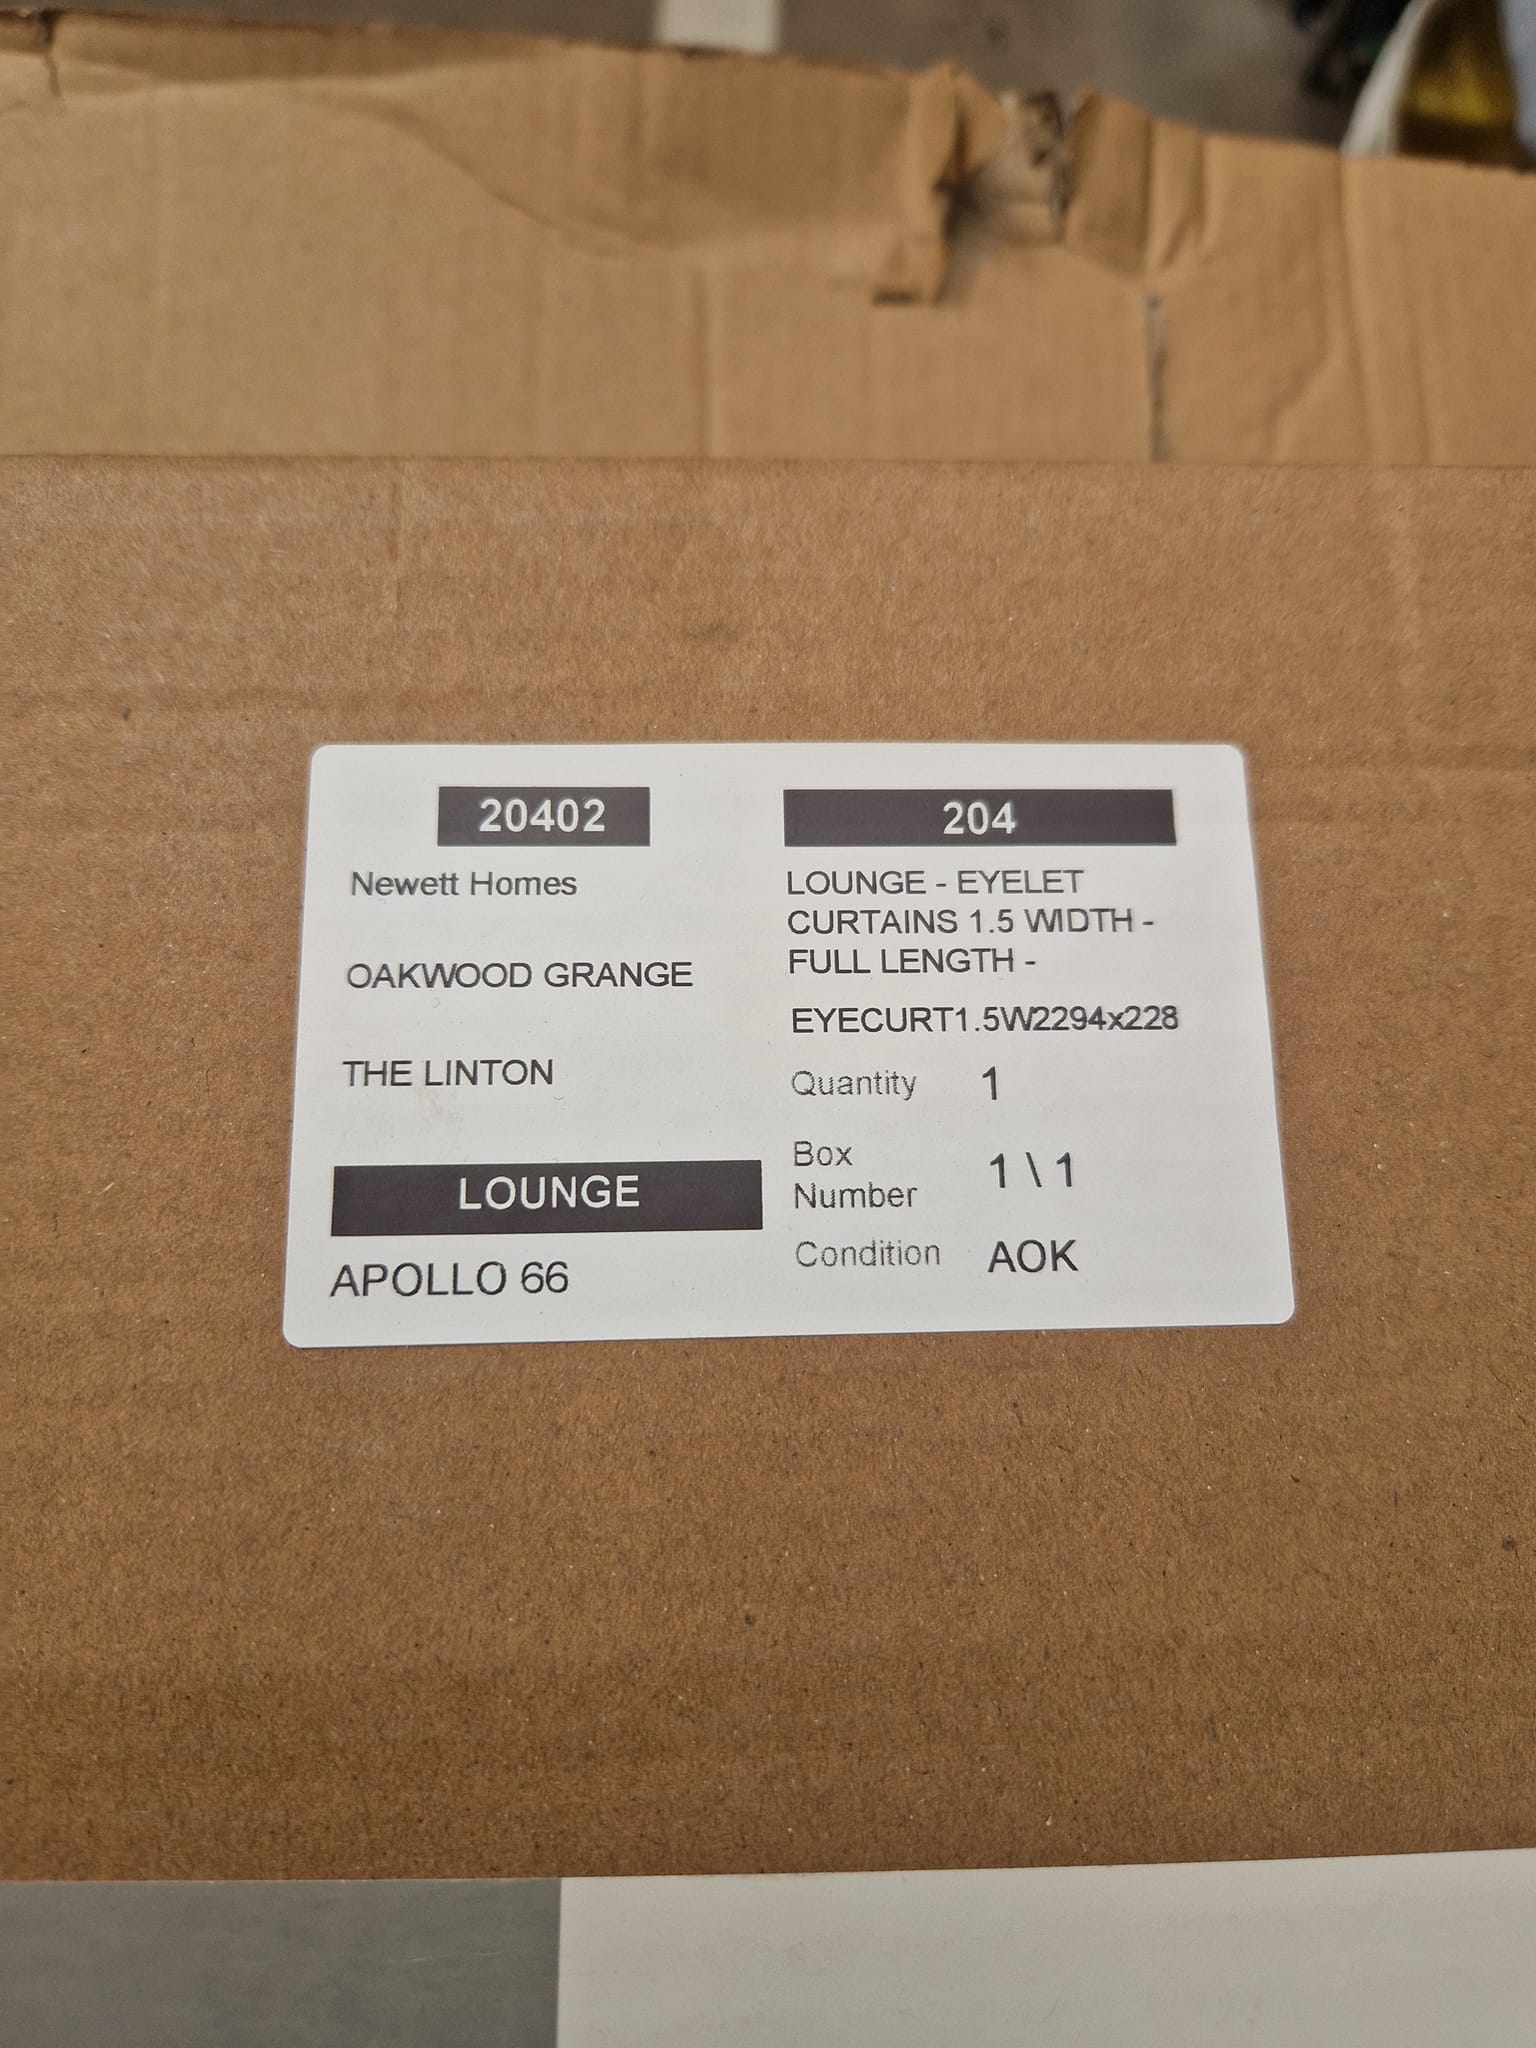 20402
Newett Homes
OAKWOOD GRANGE
THE LINTON
LOUNGE
APOLLO 66
204
LOUNGE - EYELET
CURTAINS 1.5 WIDTH -
FULL LENGTH -
EYECURT1.5W2294x228
Quantity 1
Box
Number 1 \ 1
Condition AOK